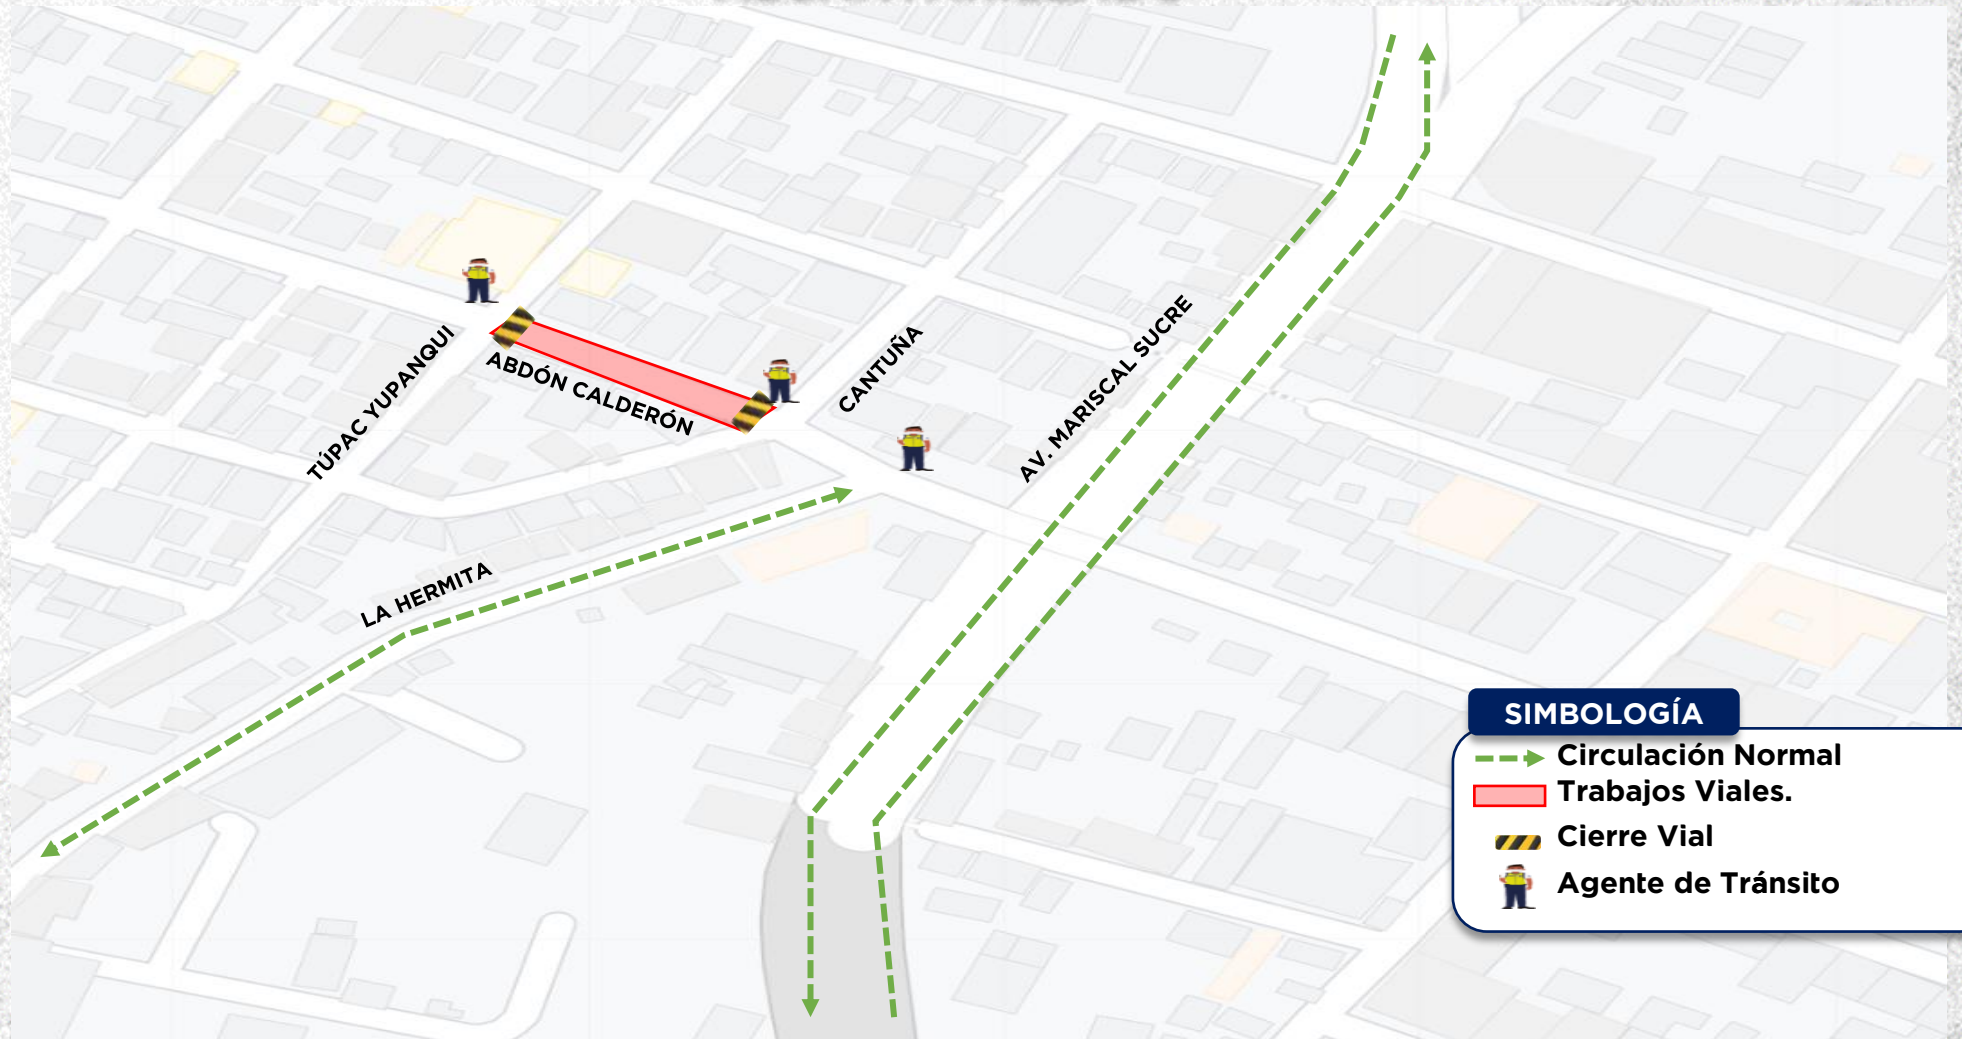 TÚPAC YUPANQUI
ABDÓN CALDERÓN
CANTUÑA
AV. MARISCAL SUCRE
LA HERMITA
SIMBOLOGÍA
Circulación Normal
Trabajos Viales.
Cierre Vial
Agente de Tránsito